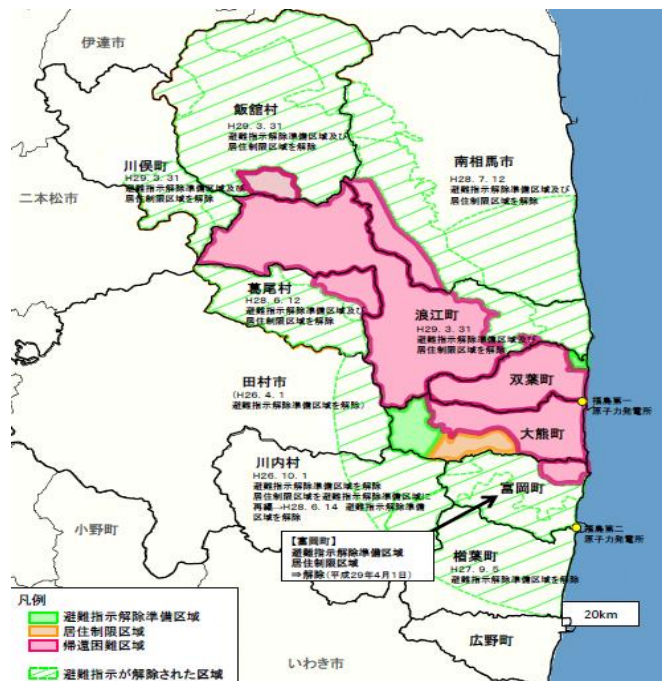 伊達市
飯舘村
H29. 3. 31
避難指示解除準備区域及び
居住制限区域を解除
川俣町
H29. 3. 31
避難指示解除準備区域及び
居住制限区域を解除
二本松市
南相馬市
H28. 7. 12
避難指示解除準備区域及び
居住制限区域を解除
葛尾村
H28. 6. 12
避難指示解除準備区域及び
居住制限区域を解除
浪江町
H29. 3. 31
避難指示解除準備区域及び
居住制限区域を解除
田村市
(H26. 4. 1
避難指示解除準備区域を解除)
双葉町
福島第一
原子力発電所
大熊町
川内村
H26. 10. 1
避難指示解除準備区域を解除
居住制限区域を避難指示解除準備区域に
再編→H28. 6. 14 避難指示解除準備
区域を解除
富岡町
小野町
福島第二
原子力発電所
【富岡町】
避難指示解除準備区域
居住制限区域
⇒解除(平成29年4月1日)
楢葉町
H27. 9. 5
避難指示解除準備区域を解除
20km
広野町
いわき市
凡例
避難指示解除準備区域
居住制限区域
帰還困難区域
避難指示が解除された区域